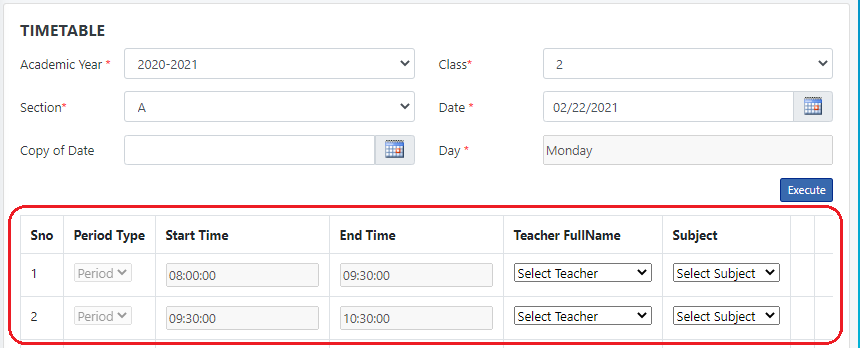 TIMETABLE
Academic Year * 2020-2021 Class* 2
Section* A Date * 02/22/2021
Copy of Date Day * Monday
Execute
Sno Period Type Start Time End Time Teacher FullName Subject
1 Period 08:00:00 09:30:00 Select Teacher Select Subject
2 Period 09:30:00 10:30:00 Select Teacher Select Subject